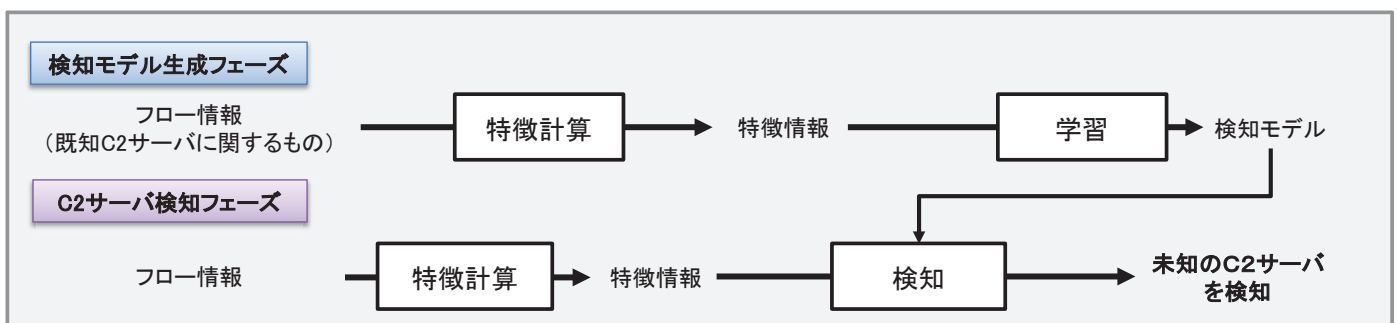 検知モデル生成フェーズ
フロー情報
（既知C2サーバに関するもの）
特徴計算
特徴情報
学習
検知モデル
C2サーバ検知フェーズ
フロー情報
特徴計算
特徴情報
検知
未知のC2サーバ
を検知